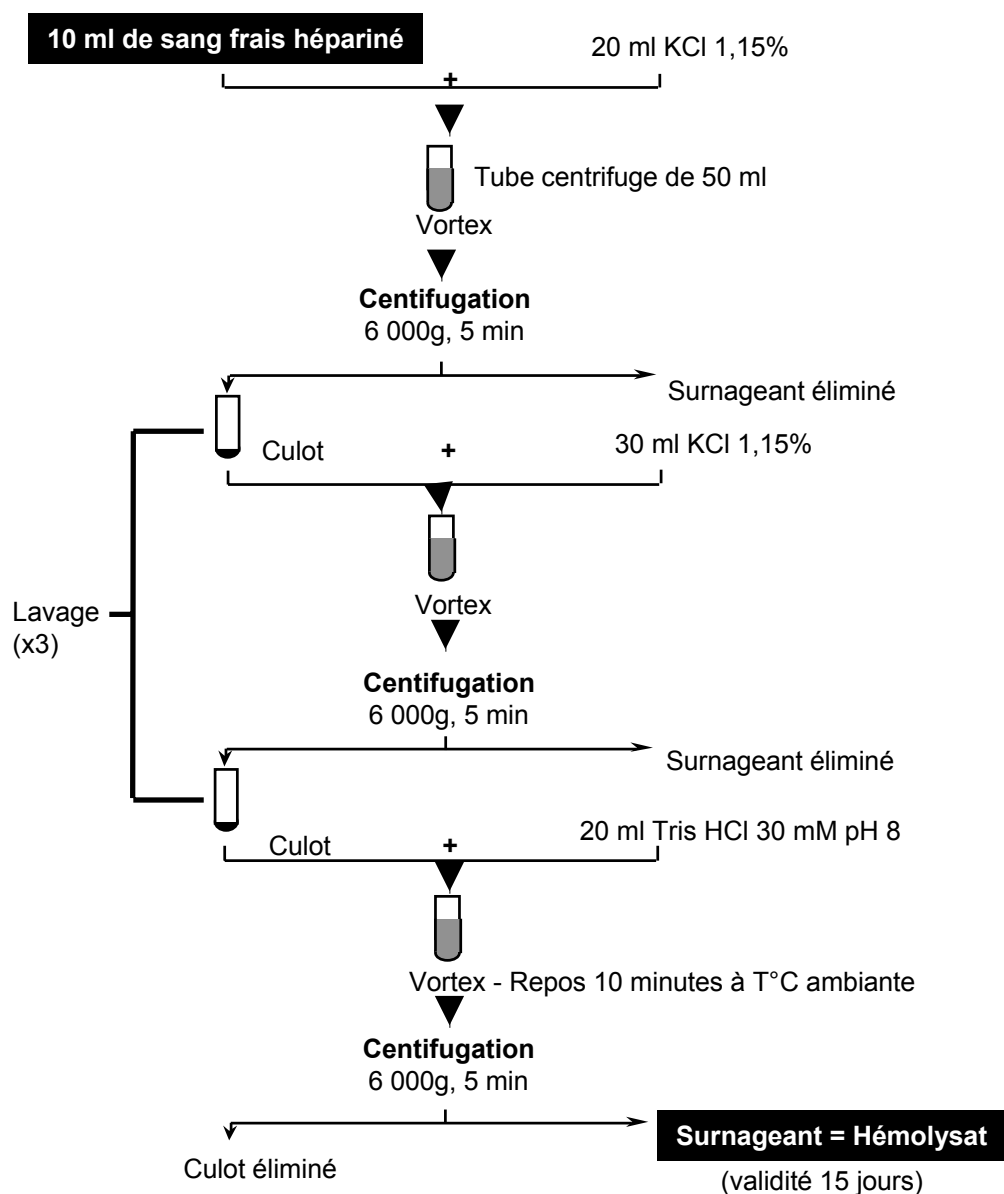 10 ml de sang frais hépariné
20 ml KCl 1,15%
+
Tube centrifuge de 50 ml
Vortex
Centifugation
6 000g, 5 min
Surnageant éliminé
Culot
+
30 ml KCl 1,15%
Vortex
Lavage
(x3)
Centifugation
6 000g, 5 min
Surnageant éliminé
Culot
+
20 ml Tris HCl 30 mM pH 8
Vortex - Repos 10 minutes à T°C ambiante
Centifugation
6 000g, 5 min
Culot éliminé
Surnageant = Hémolysat
(validité 15 jours)